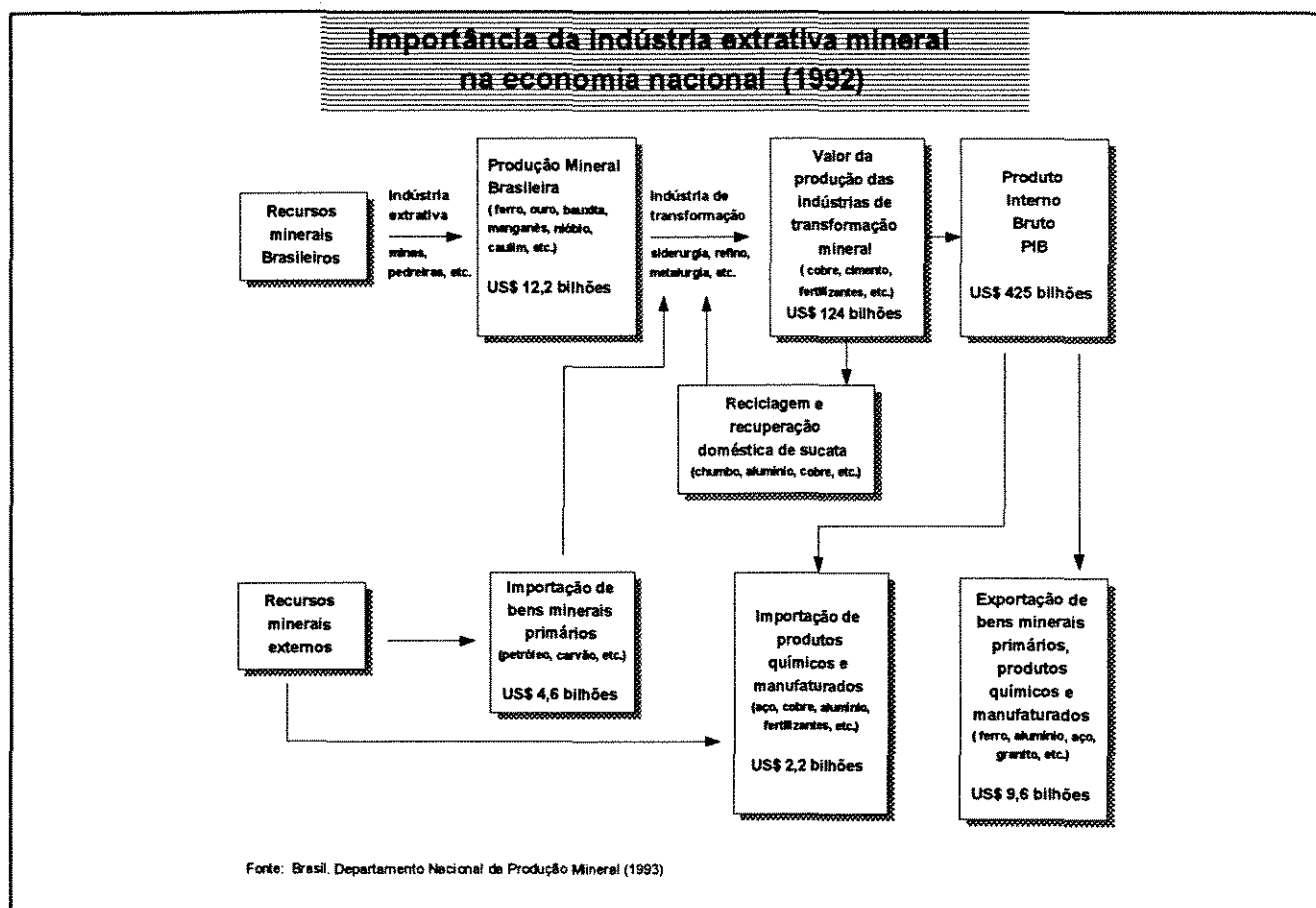 Importância da indústria extrativa mineral
na economia nacional (1992)
Recursos
minerais
Brasileiros
Indústria
extrativa
minas,
pedreiras, etc.
Produção Mineral
Brasileira
( ferro, ouro, bauxita,
manganês, nióbio,
caulim, etc.)
US$ 12,2 bilhões
Indústria de
transformação
siderurgia, refino,
metalurgia, etc.
Valor da
produção das
indústrias de
transformação
mineral
( cobre, cimento,
fertilizantes, etc.)
US$ 124 bilhões
Produto
Interno
Bruto
PIB
US$ 425 bilhões
Reciclagem e
recuperação
doméstica de sucata
(chumbo, alumínio, cobre, etc.)
Recursos
minerais
externos
Importação de
bens minerais
primários
(petróleo, carvão, etc.)
US$ 4,6 bilhões
Importação de
produtos
químicos e
manufaturados
(aço, cobre, alumínio,
fertilizantes, etc.)
US$ 2,2 bilhões
Exportação de
bens minerais
primários,
produtos
químicos e
manufaturados
( ferro, alumínio, aço,
granito, etc.)
US$ 9,6 bilhões
Fonte: Brasil. Departamento Nacional da Produção Mineral (1993)